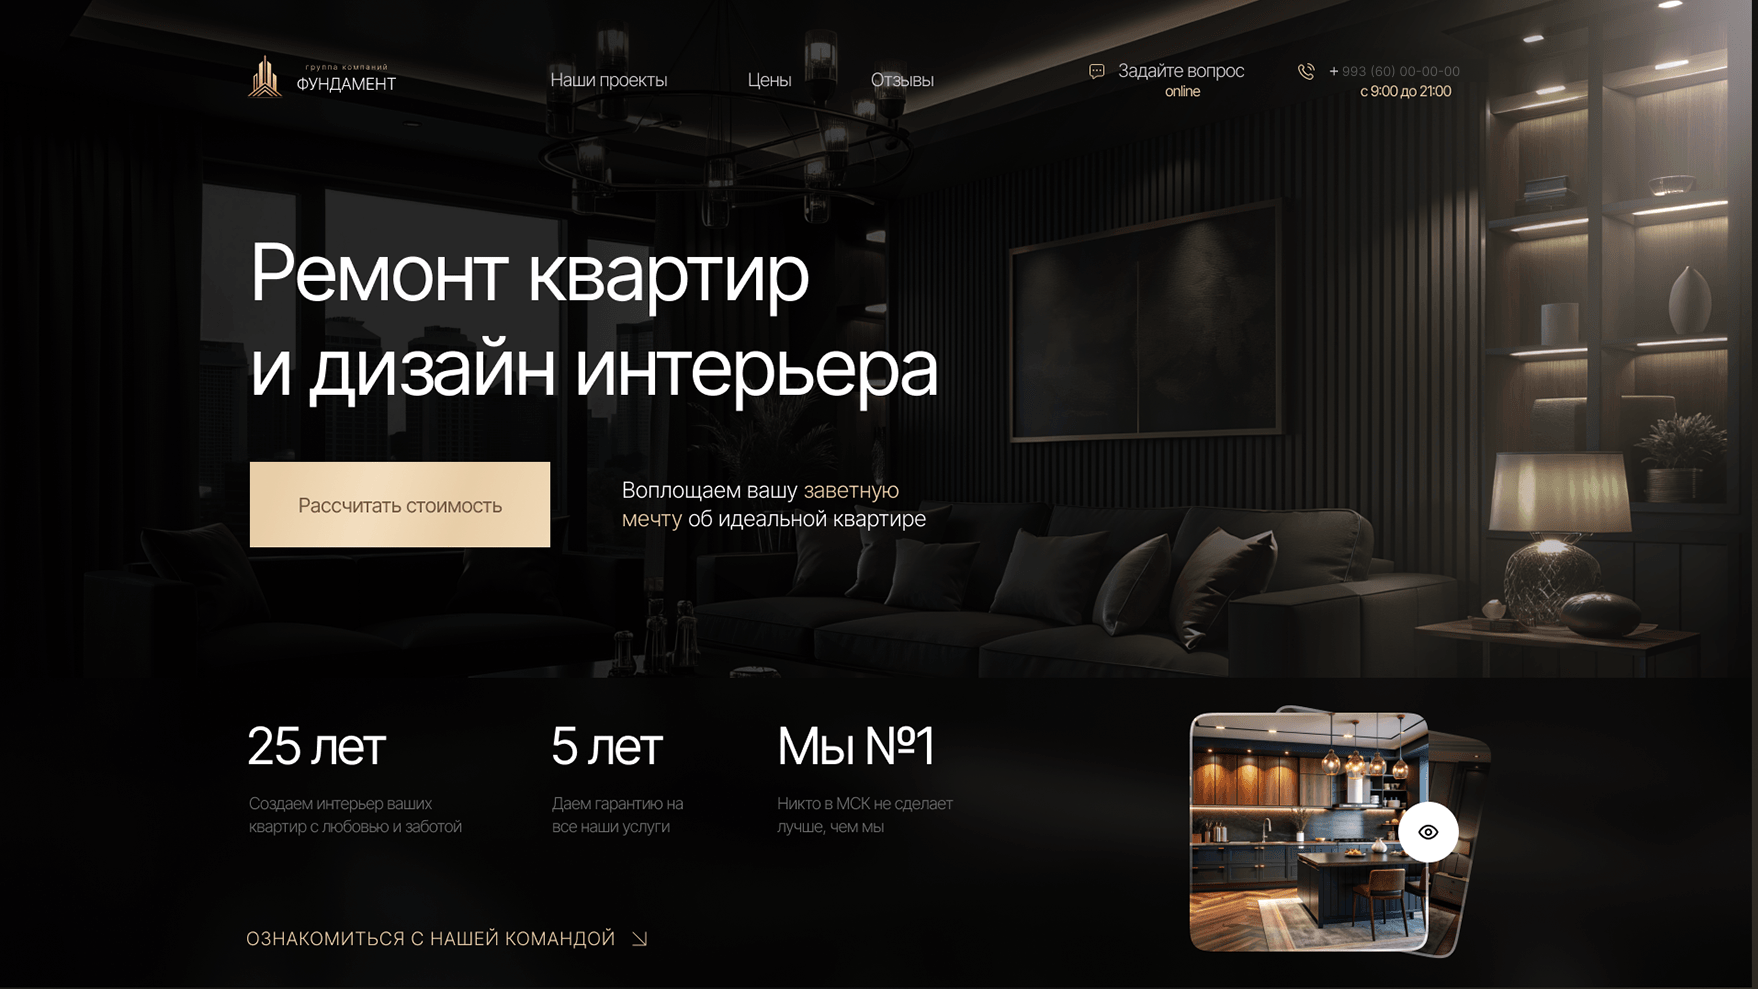 группа компаний
ФУНДАМЕНТ
Наши проекты
Цены
Отзывы
Задайте вопрос
online
+ 993 (60) 00-00-00
с 9:00 до 21:00
Ремонт квартир
и дизайн интерьера
Рассчитать стоимость
Воплощаем вашу заветную
мечту об идеальной квартире
25 лет
Создаем интерьер ваших
квартир с любовью и заботой
5 лет
Даем гарантию на
все наши услуги
Мы №1
Никто в МСК не сделает
лучше, чем мы
ОЗНАКОМИТЬСЯ С НАШЕЙ КОМАНДОЙ